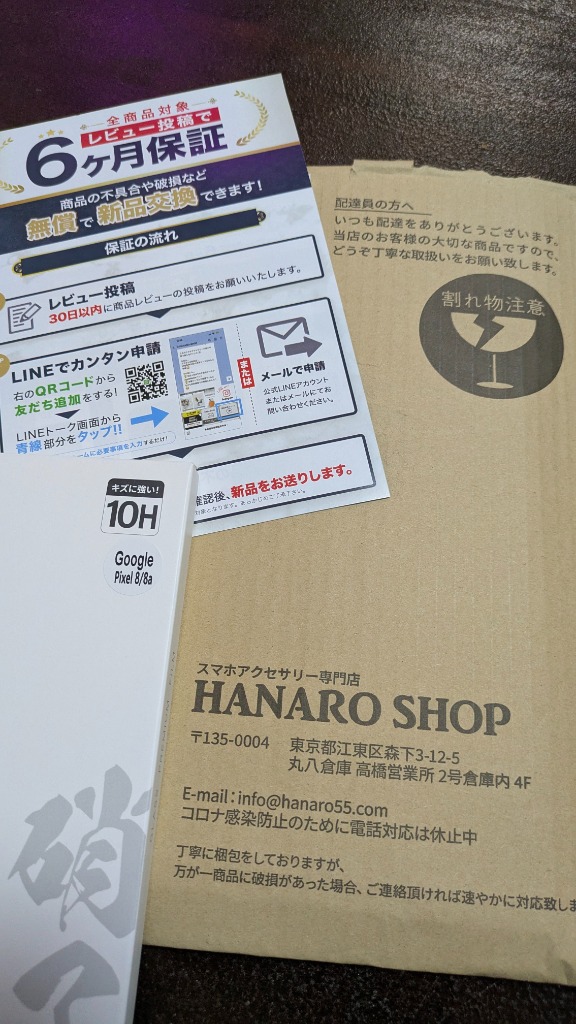 全商品対象
レビュー投稿で
6ヶ月保証
商品の不具合や破損など
無償で新品交換できます!
保証の流れ
レビュー投稿
30日以内に商品レビューの投稿をお願いいたします。
LINEでカンタン申請
右のQRコードから
友だち追加をする!
LINEトーク画面から
青線部分をタップ!!
ームに必要事項を入力するだけ!
または
メールで申請
公式LINEアカウント
またはメールにてお
問い合わせください。
確認後、新品をお送りします。
キズに強い!
10H
Google
Pixel 8/8a
硝
配達員の方へ
いつも配達をありがとうございます。
当店のお客様の大切な商品ですので、
どうぞ丁寧な取扱いをお願い致します。
割れ物注意
スマホアクセサリー専門店
HANARO SHOP
〒135-0004 東京都江東区森下3-12-5
丸八倉庫 高橋営業所 2号倉庫内 4F
E-mail:info@hanaro55.com
コロナ感染防止のために電話対応は休止中
丁寧に梱包をしておりますが、
万が一商品に破損があった場合、ご連絡頂ければ速やかに対応致しま